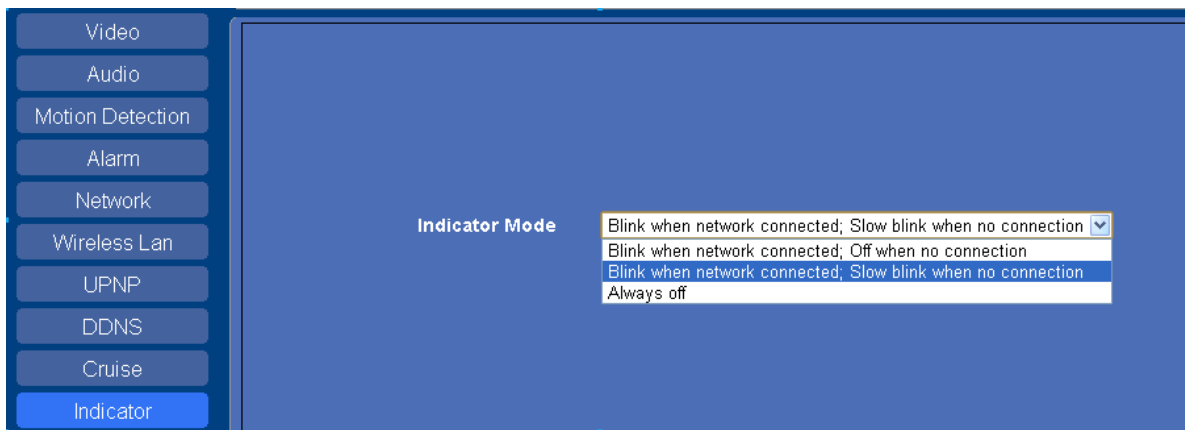 Video
Audio
Motion Detection
Alarm
Network
Wireless Lan
UPNP
DDNS
Cruise
Indicator
Indicator Mode
Blink when network connected; Slow blink when no connection
Blink when network connected; Off when no connection
Blink when network connected; Slow blink when no connection
Always off